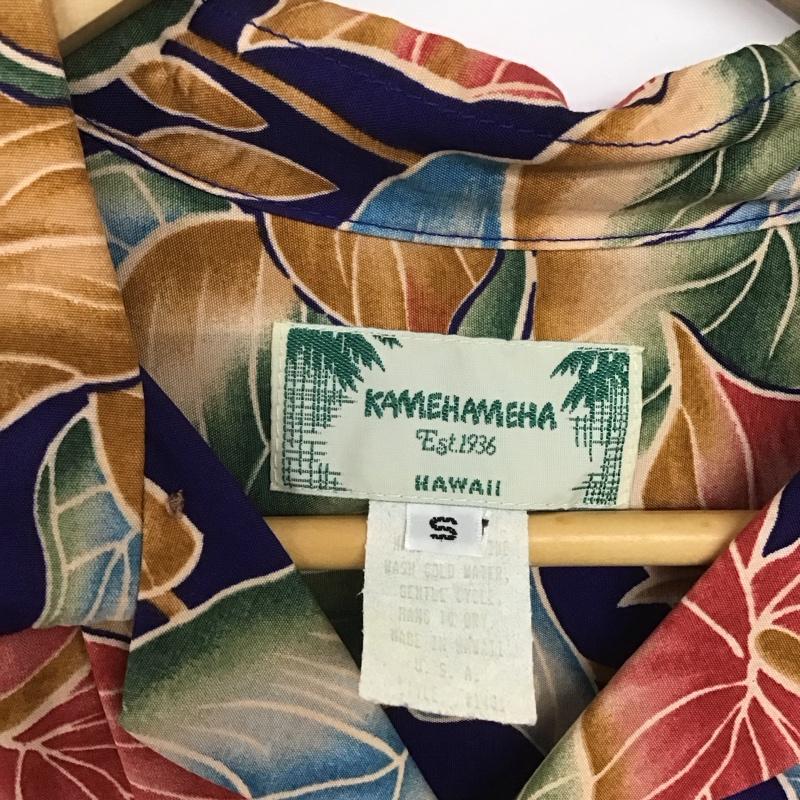 KAMEHAMEHA
Est.1936
HAWAII
S
WASH COLD WATER,
GENTLE CYCLE,
HANG TO DRY.
MADE IN HAWAII
U. S. A.